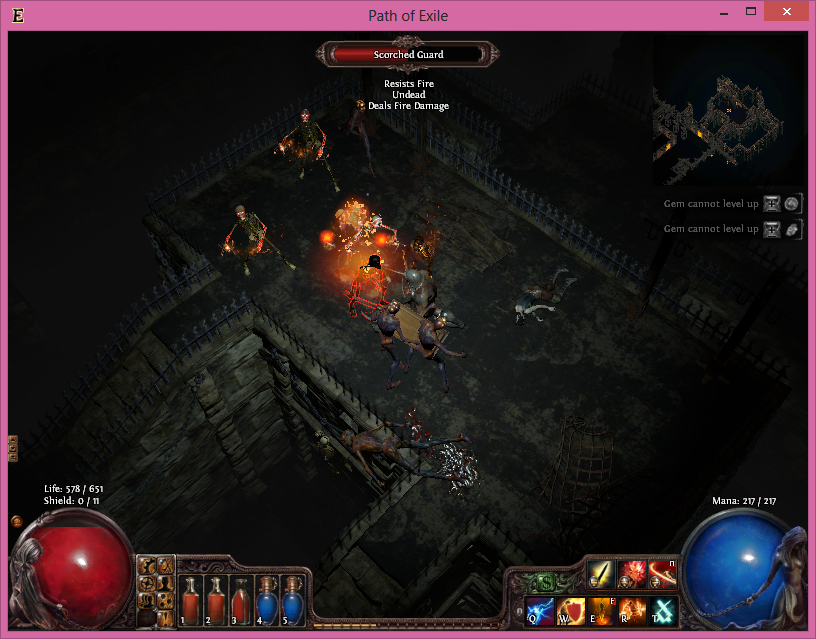 E
Path of Exile
Scorched Guard
Resists Fire
Undead
Deals Fire Damage
Gem cannot level up
Gem cannot level up
Life: 578 / 651
Shield: 0 / 11
Mana: 217 / 217
1 2 3 4 5
Q W E R T